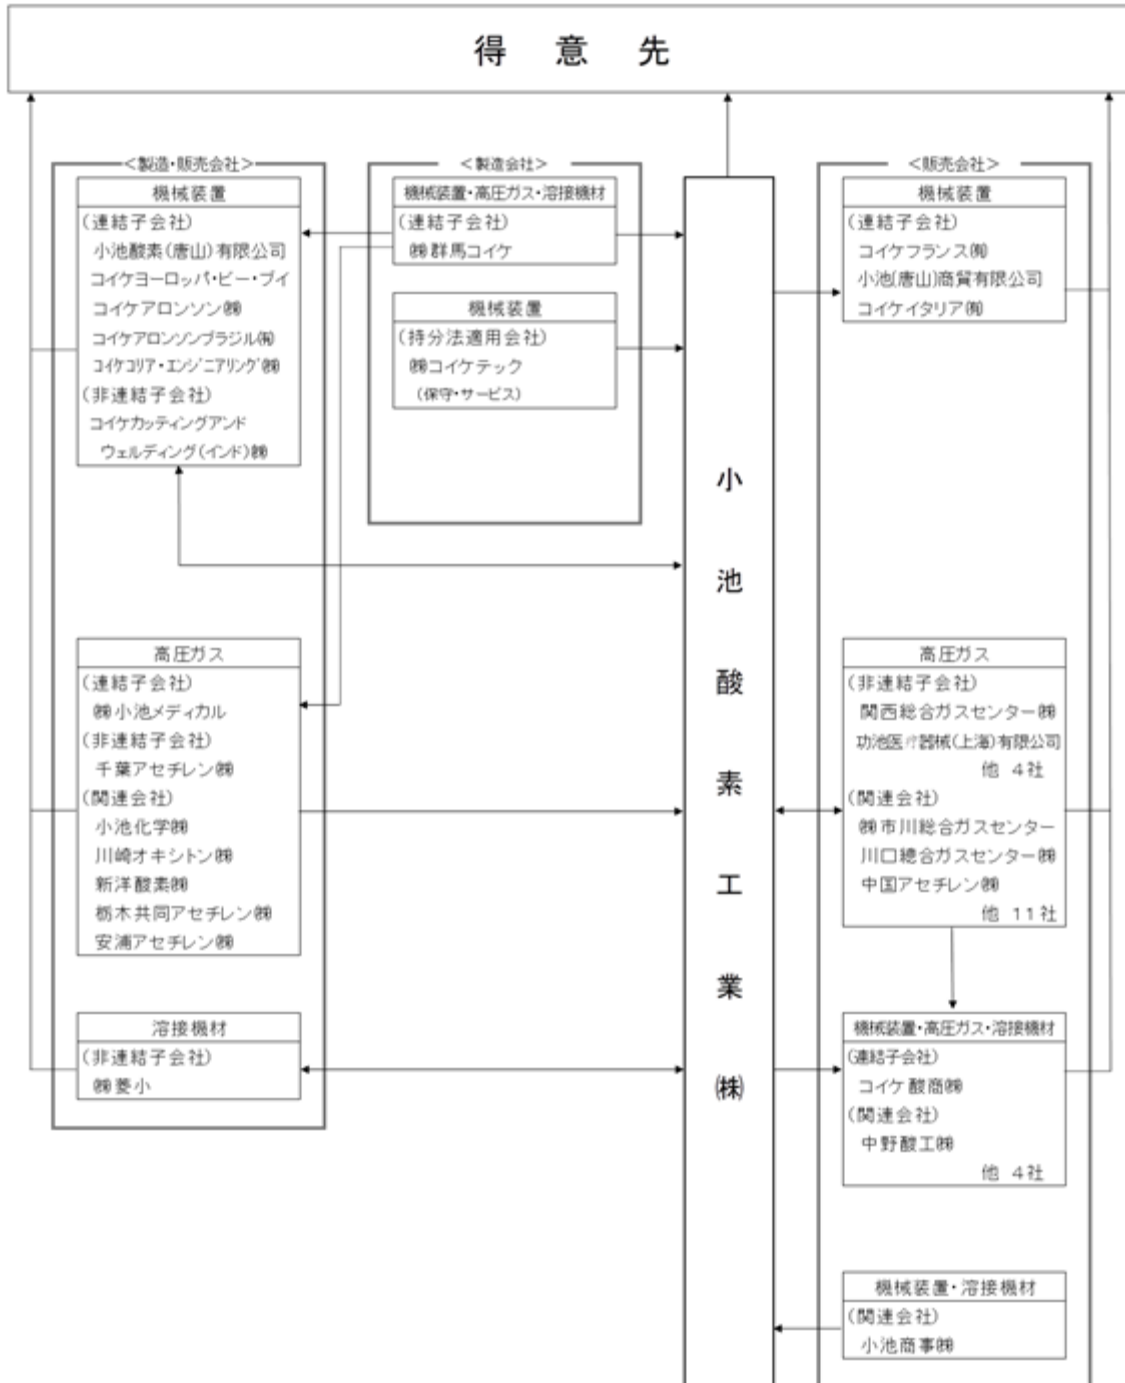 得意先
<製造・販売会社>
機械装置
(連結子会社)
小池酸素(唐山)有限公司
コイケヨーロッパ・ビー・ブイ
コイケアロンソン㈱
コイケアロンソンブラジル㈲
コイケコリア・エンジニアリング㈱
(非連結子会社)
コイケカッティングアンド
ウェルディング(インド)㈱
高圧ガス
(連結子会社)
㈱小池メディカル
(非連結子会社)
千葉アセチレン㈱
(関連会社)
小池化学㈱
川崎オキシトン㈱
新洋酸素㈱
栃木共同アセチレン㈱
安浦アセチレン㈱
溶接機材
(非連結子会社)
㈱菱小
<製造会社>
機械装置・高圧ガス・溶接機材
(連結子会社)
㈱群馬コイケ
機械装置
(持分法適用会社)
㈱コイケテック
(保守・サービス)
小池酸素工業㈱
<販売会社>
機械装置
(連結子会社)
コイケフランス㈲
小池(唐山)商貿有限公司
コイケイタリア㈲
高圧ガス
(非連結子会社)
関西総合ガスセンター㈱
功池医疗器械(上海)有限公司
他 4社
(関連会社)
㈱市川総合ガスセンター
川口總合ガスセンター㈱
中国アセチレン㈱
他 11社
機械装置・高圧ガス・溶接機材
(連結子会社)
コイケ酸商㈱
(関連会社)
中野酸工㈱
他 4社
機械装置・溶接機材
(関連会社)
小池商事㈱